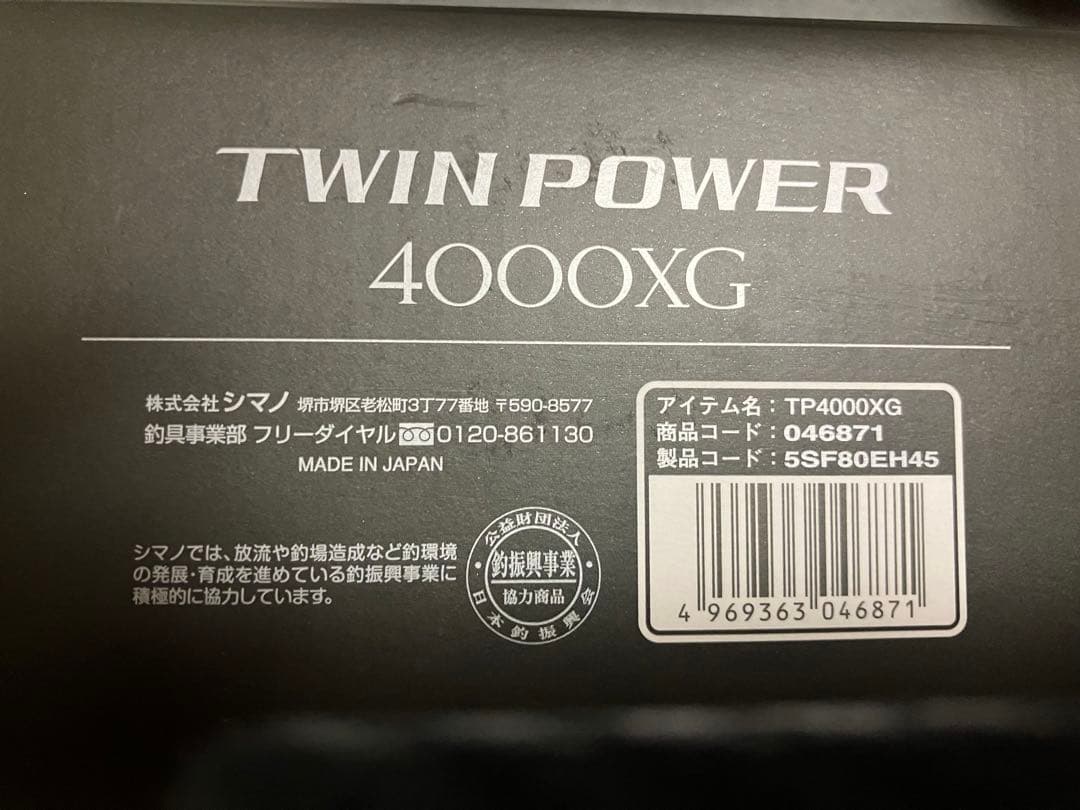 TWIN POWER
4000XG
株式会社 シマノ 堺市堺区老松町3丁77番地 〒590-8577
釣具事業部 フリーダイヤル 0120-861130
MADE IN JAPAN
シマノでは、放流や釣場造成など釣環境
の発展・育成を進めている釣振興事業に
積極的に協力しています。
公益財団法人
釣振興事業
協力商品
日本釣振興会
アイテム名：TP4000XG
商品コード：046871
製品コード：5SF80EH45
4 969363 046871